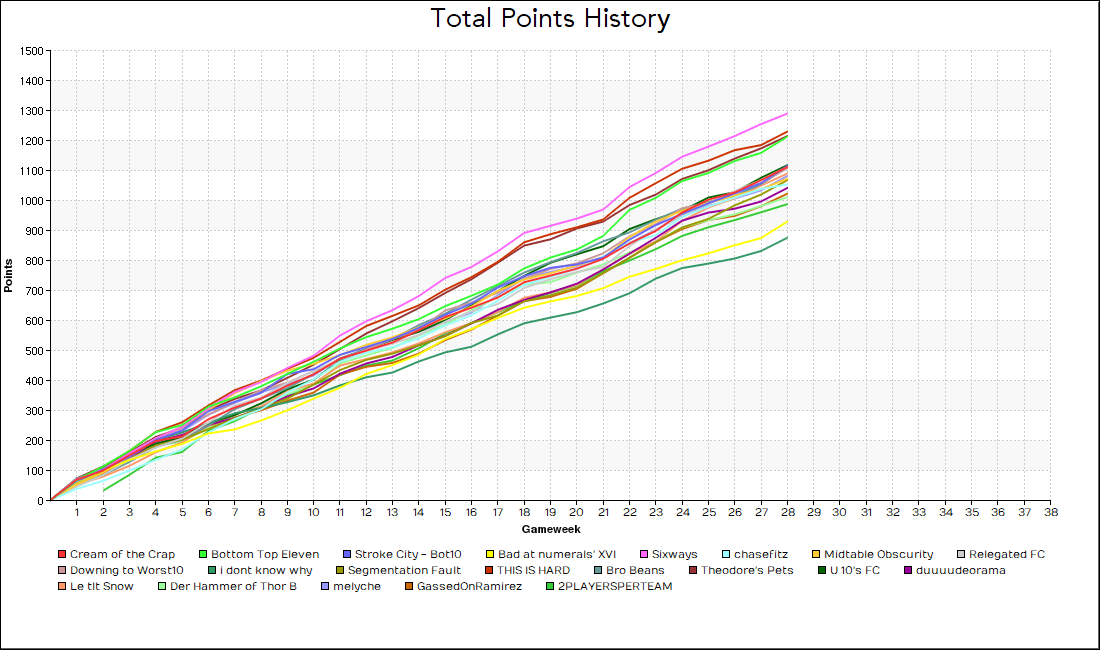 Total Points History
1500
1400
1300
1200
1100
1000
900
800
700
600
500
400
300
200
100
0
Points
1 2 3 4 5 6 7 8 9 10 11 12 13 14 15 16 17 18 19 20 21 22 23 24 25 26 27 28 29 30 31 32 33 34 35 36 37 38
Gameweek
Cream of the Crap Bottom Top Eleven Stroke City - Bot10 Bad at numerals' XVI Sixways chasefitz Midtable Obscurity Relegated FC
Downing to Worst10 i dont know why Segmentation Fault THIS IS HARD Bro Beans Theodore's Pets U 10's FC duuuudeorama
Le tit Snow Der Hammer of Thor B melyche GassedOnRamirez 2PLAYERSPERTEAM